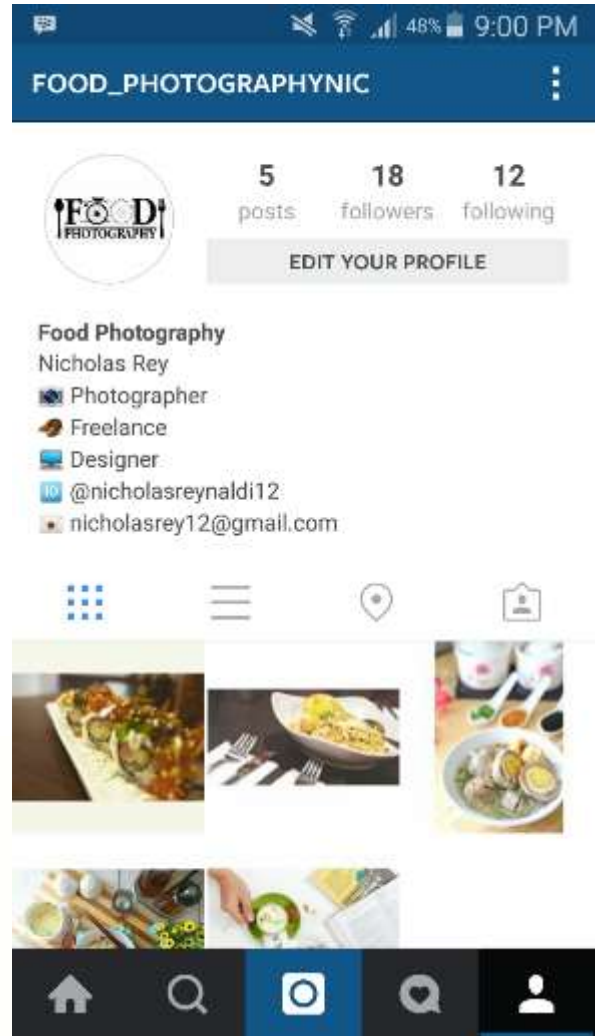 48% 9:00 PM
FOOD_PHOTOGRAPHYNIC
FOOD
PHOTOGRAPHY
5 18 12
posts followers following
EDIT YOUR PROFILE
Food Photography
Nicholas Rey
Photographer
Freelance
Designer
🆔 @nicholasreynaldi12
nicholasrey12@gmail.com